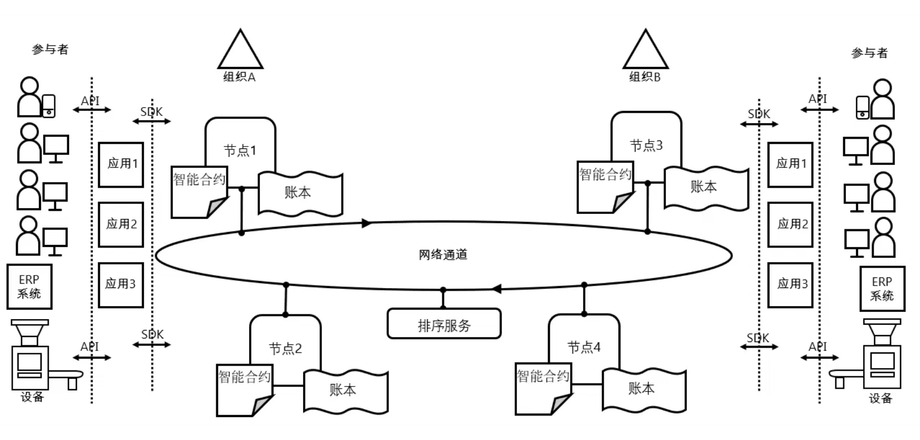 参与者
组织A
组织B
参与者
API
SDK
SDK
API
应用1
节点1
智能合约
账本
节点3
智能合约
账本
应用1
应用2
网络通道
应用2
ERP
系统
应用3
排序服务
应用3
ERP
系统
节点2
智能合约
账本
节点4
智能合约
账本
API
SDK
SDK
API
设备
设备